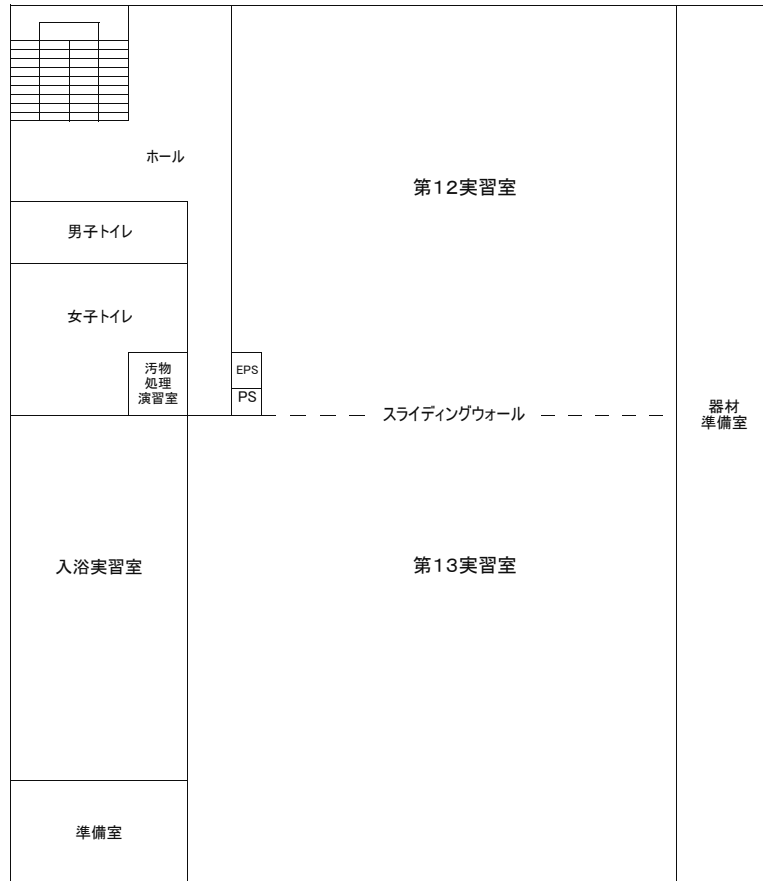 ホール
第12実習室
男子トイレ
女子トイレ
汚物
処理
演習室
EPS
PS
スライディングウォール
器材
準備室
入浴実習室
第13実習室
準備室